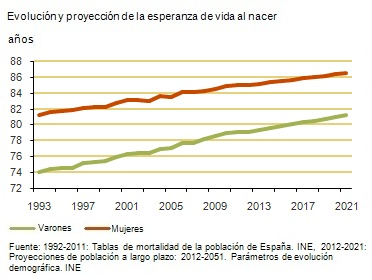 Evolución y proyección de la esperanza de vida al nacer
años
88
86
84
82
80
78
76
74
72
1993 1997 2001 2005 2009 2013 2017 2021
Varones Mujeres
Fuente: 1992-2011: Tablas de mortalidad de la población de España. INE, 2012-2021:
Proyecciones de población a largo plazo: 2012-2051. Parámetros de evolución
demográfica. INE